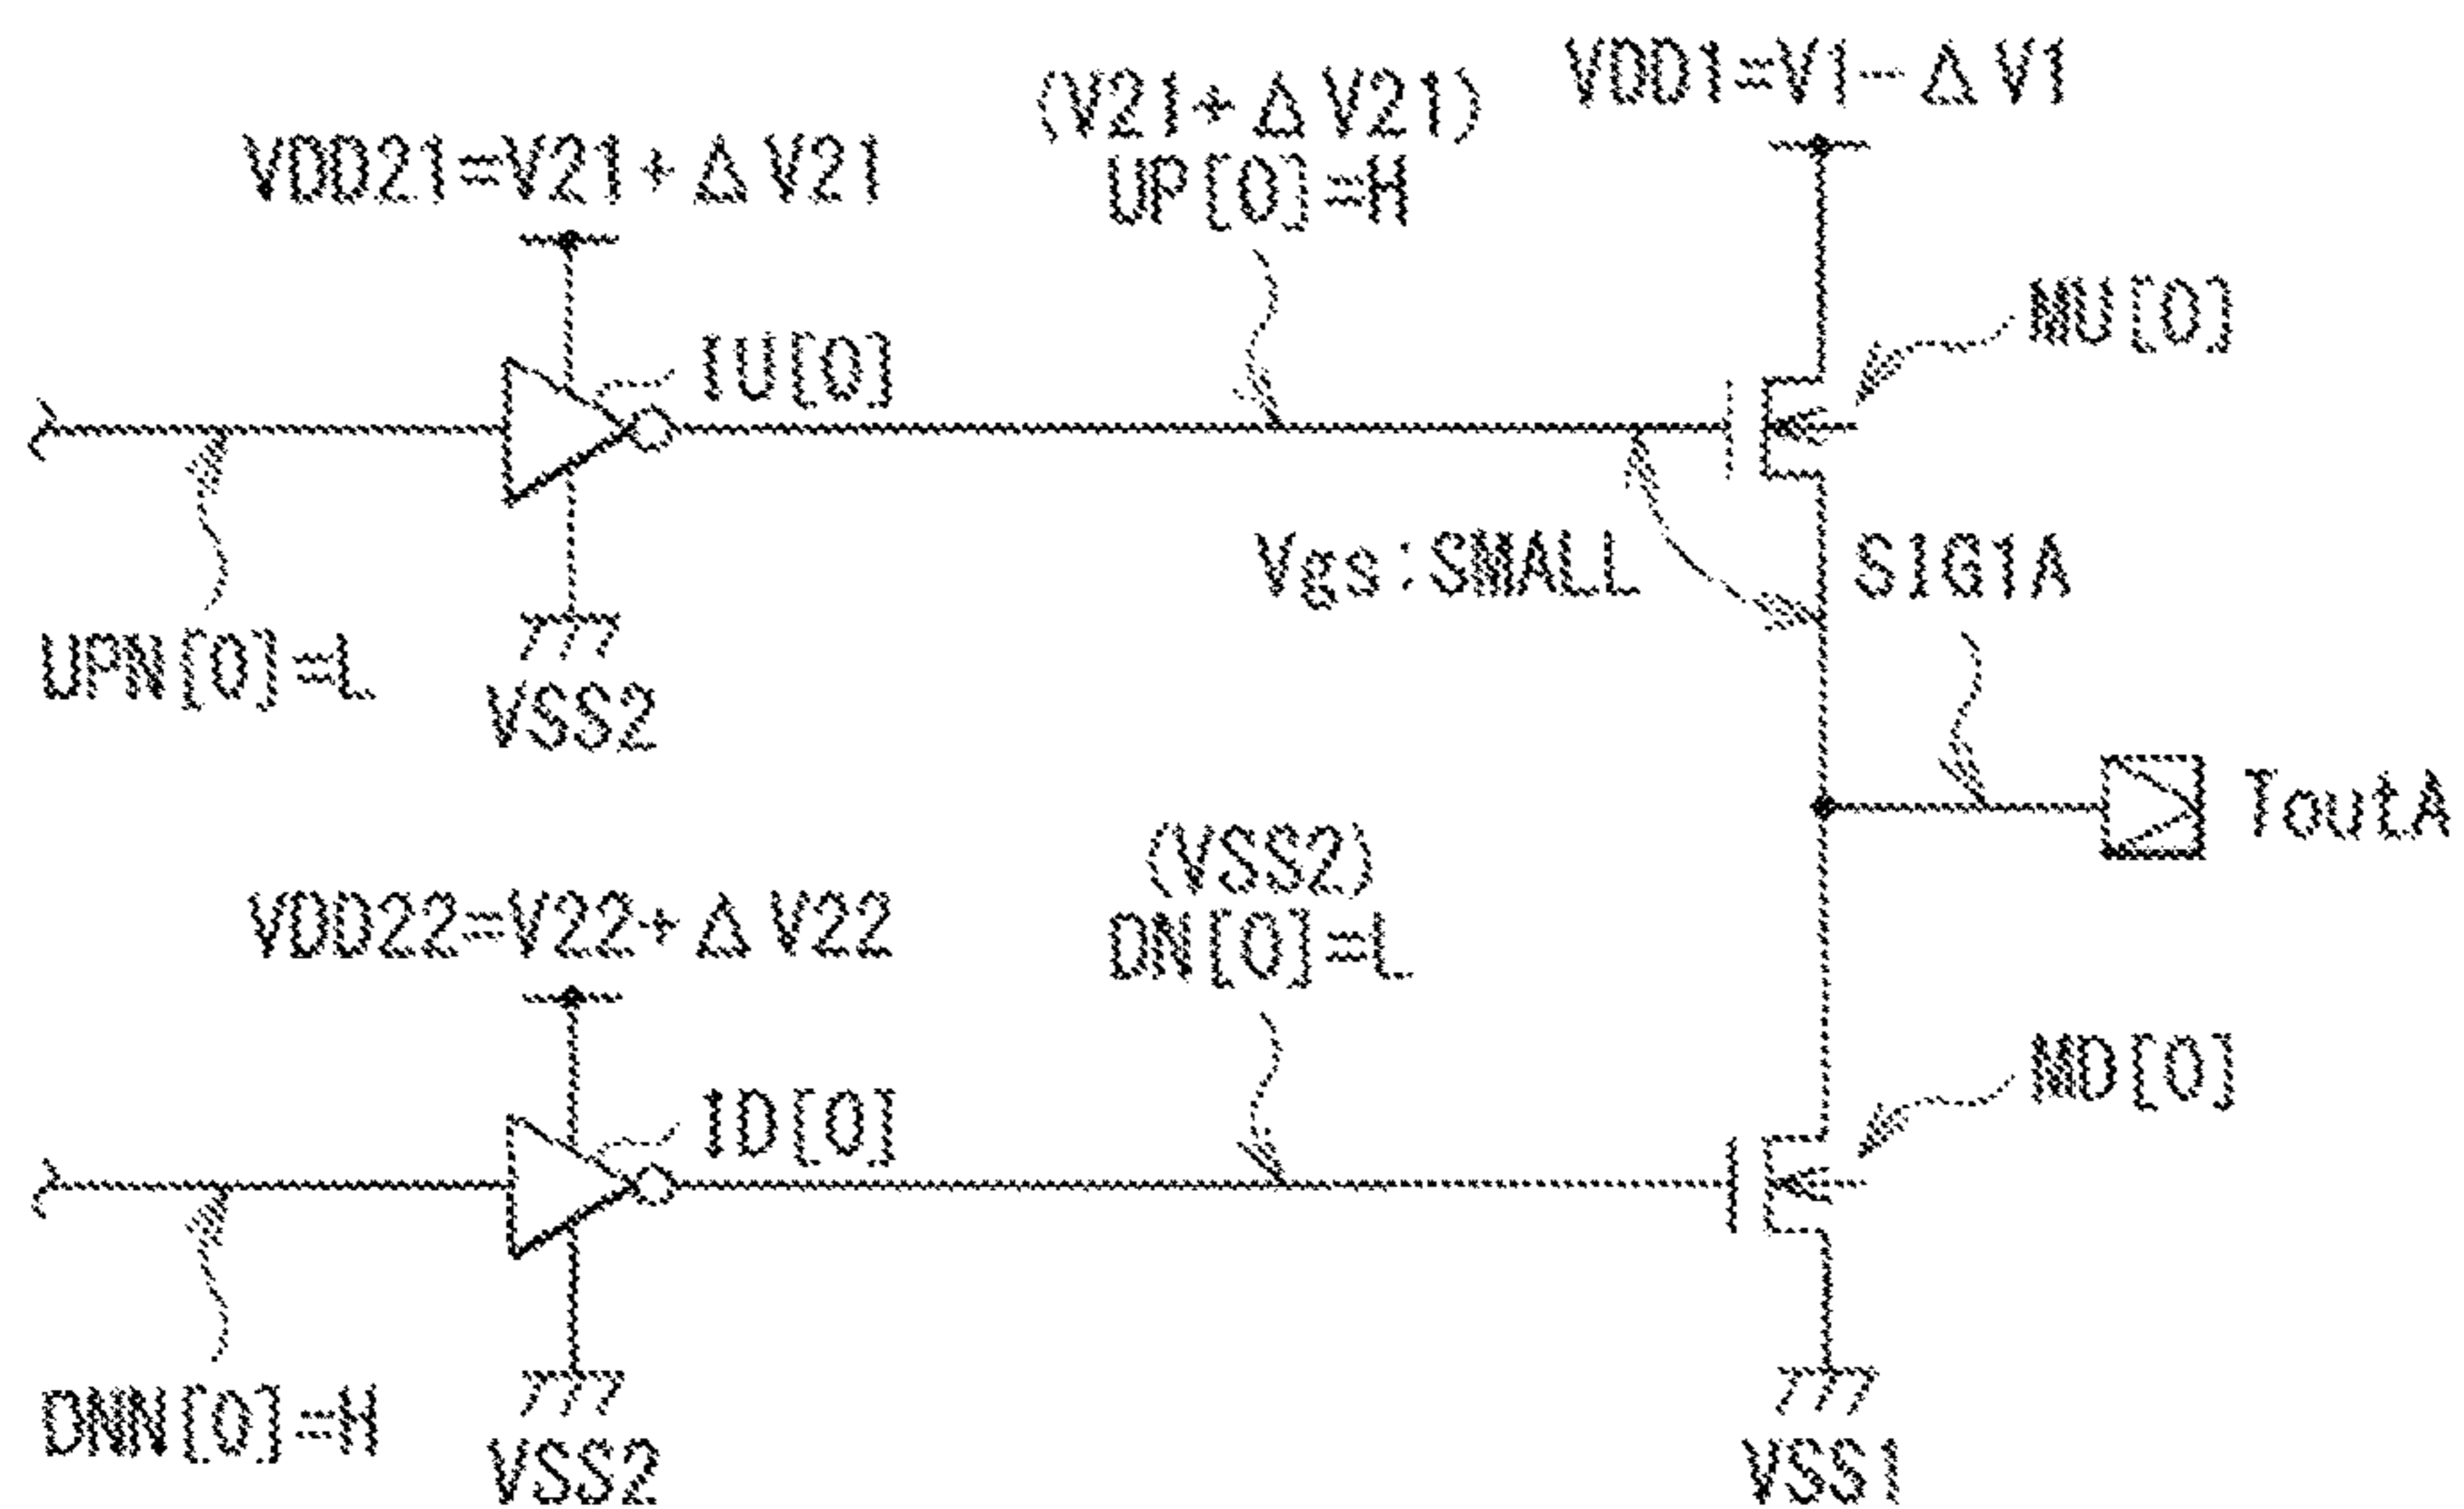 VDD1=V1-ΔV1
(V21+ΔV21)
UP[0]=H
VDD21=V21+ΔV21
MU[0]
IU[0]
Vgs:SMALL
SIG1A
UPN[0]=L
VSS2
ToutA
(VSS2)
DN[0]=L
VDD22=V22+ΔV22
MD[0]
ID[0]
DNN[0]=H
VSS2
VSS1